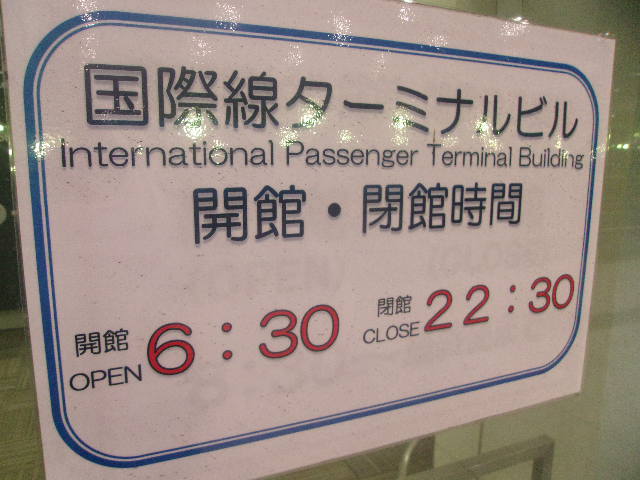 国際線ターミナルビル
International Passenger Terminal Building
開館・閉館時間
開館 6:30 閉館 22:30
OPEN CLOSE